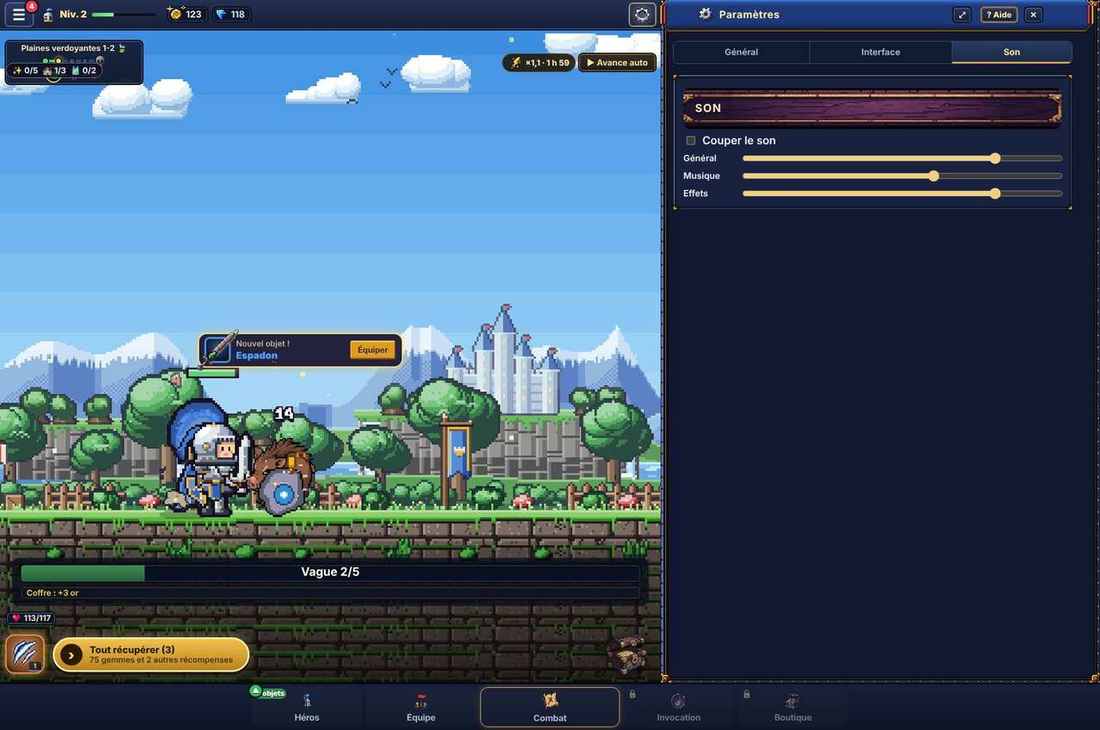 4
Niv. 2
123
118
Plaines verdoyantes 1-2
0/5 1/3 0/2
×1,1 · 1 h 59
Avance auto
Nouvel objet !
Espadon
Équiper
14
Vague 2/5
Coffre : +3 or
113/117
1
Tout récupérer (3)
75 gemmes et 2 autres récompenses
objets
Héros
Équipe
Combat
Invocation
Boutique
Paramètres
? Aide
Général
Interface
Son
SON
Couper le son
Général
Musique
Effets